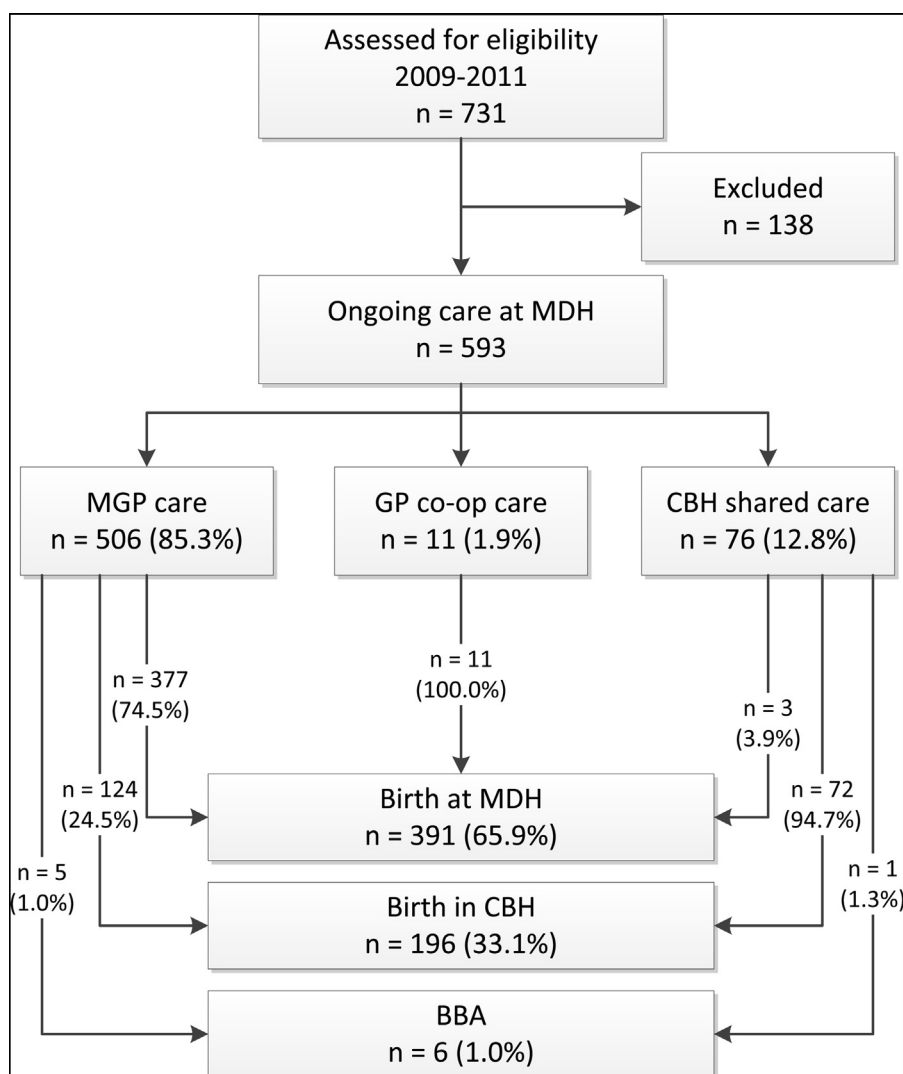 Assessed for eligibility
2009-2011
n = 731
Excluded
n = 138
Ongoing care at MDH
n = 593
MGP care
n = 506 (85.3%)
GP co-op care
n = 11 (1.9%)
CBH shared care
n = 76 (12.8%)
n = 377
(74.5%)
n = 11
(100.0%)
n = 3
(3.9%)
n = 124
(24.5%)
n = 72
(94.7%)
n = 5
(1.0%)
n = 1
(1.3%)
Birth at MDH
n = 391 (65.9%)
Birth in CBH
n = 196 (33.1%)
BBA
n = 6 (1.0%)